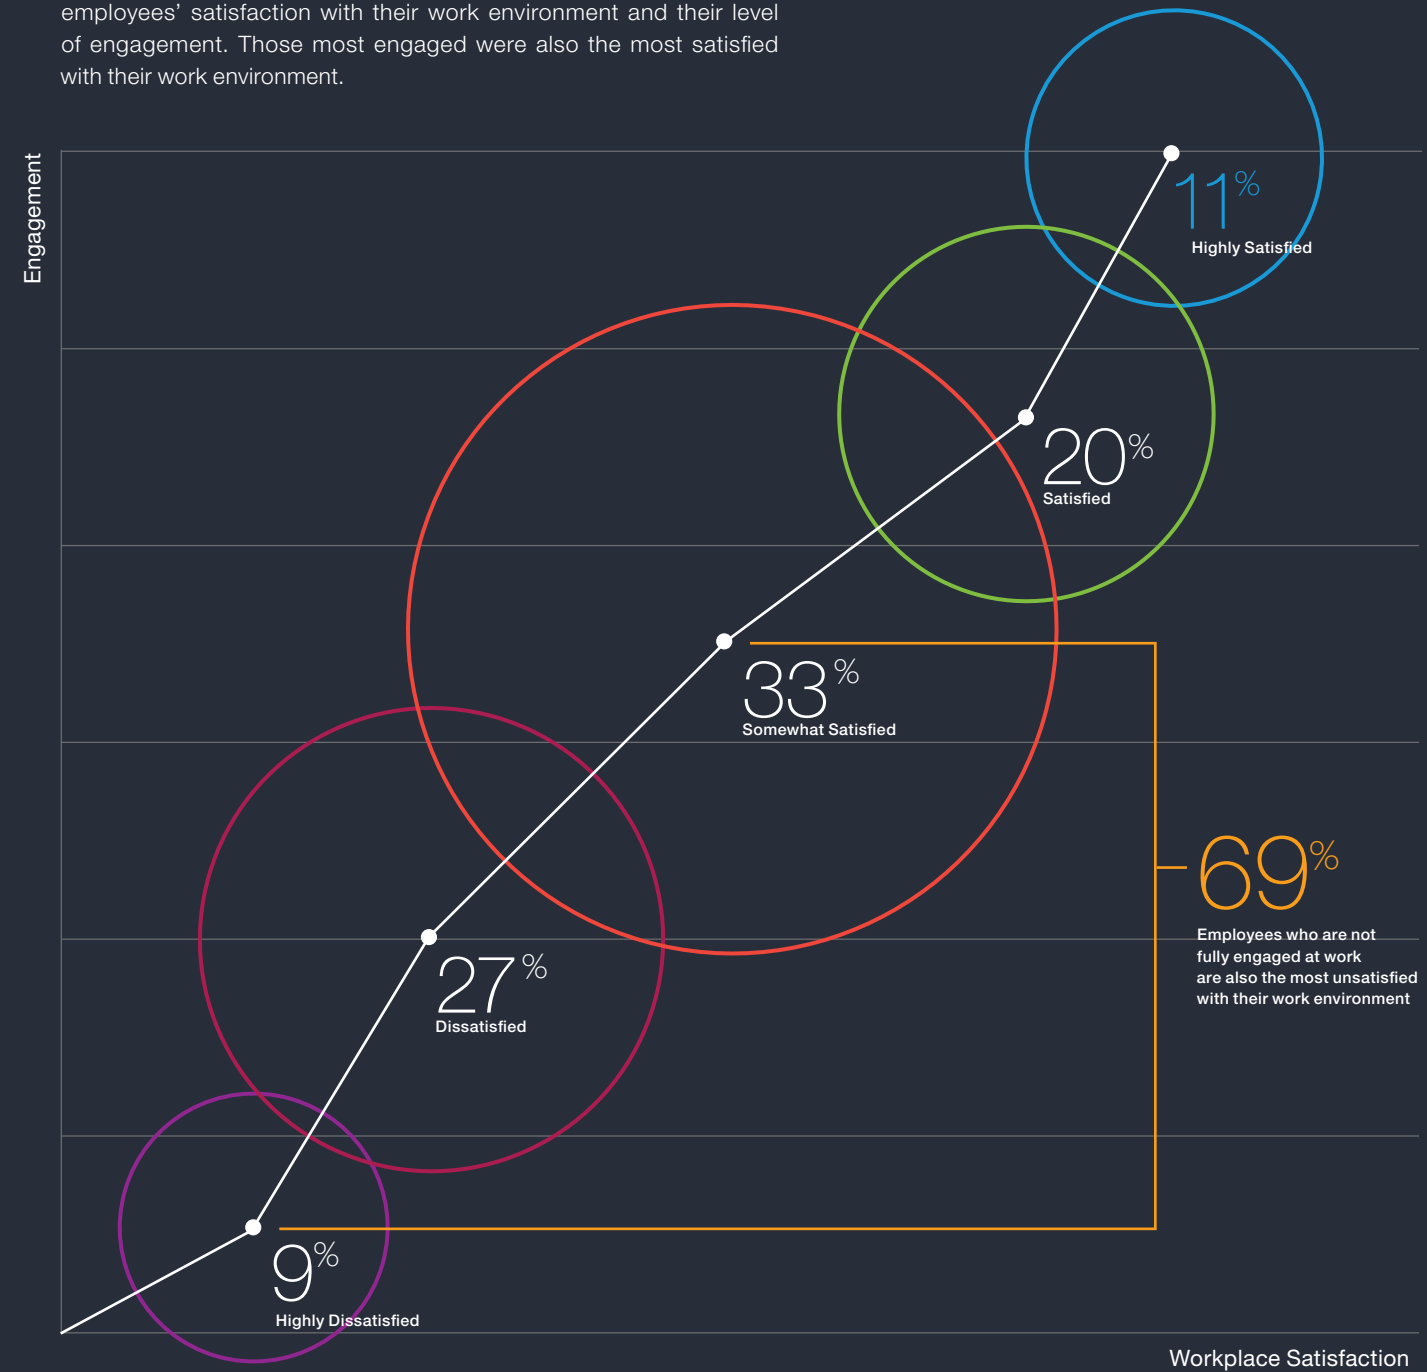 employees’ satisfaction with their work environment and their level
of engagement. Those most engaged were also the most satisfied
with their work environment.
Engagement
11%
Highly Satisfied
20%
Satisfied
33%
Somewhat Satisfied
69%
Employees who are not
fully engaged at work
are also the most unsatisfied
with their work environment
27%
Dissatisfied
9%
Highly Dissatisfied
Workplace Satisfaction